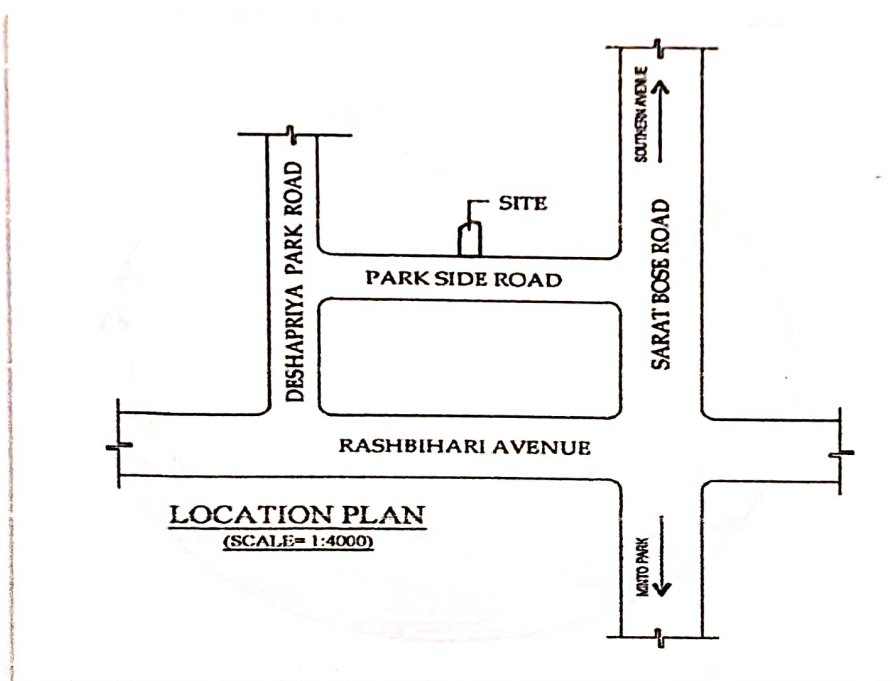 SOUTHERN AVENUE
SITE
DESHAPRIYA PARK ROAD
PARK SIDE ROAD
SARAT BOSE ROAD
RASHBIHARI AVENUE
LOCATION PLAN
(SCALE= 1:4000)
MINTO PARK